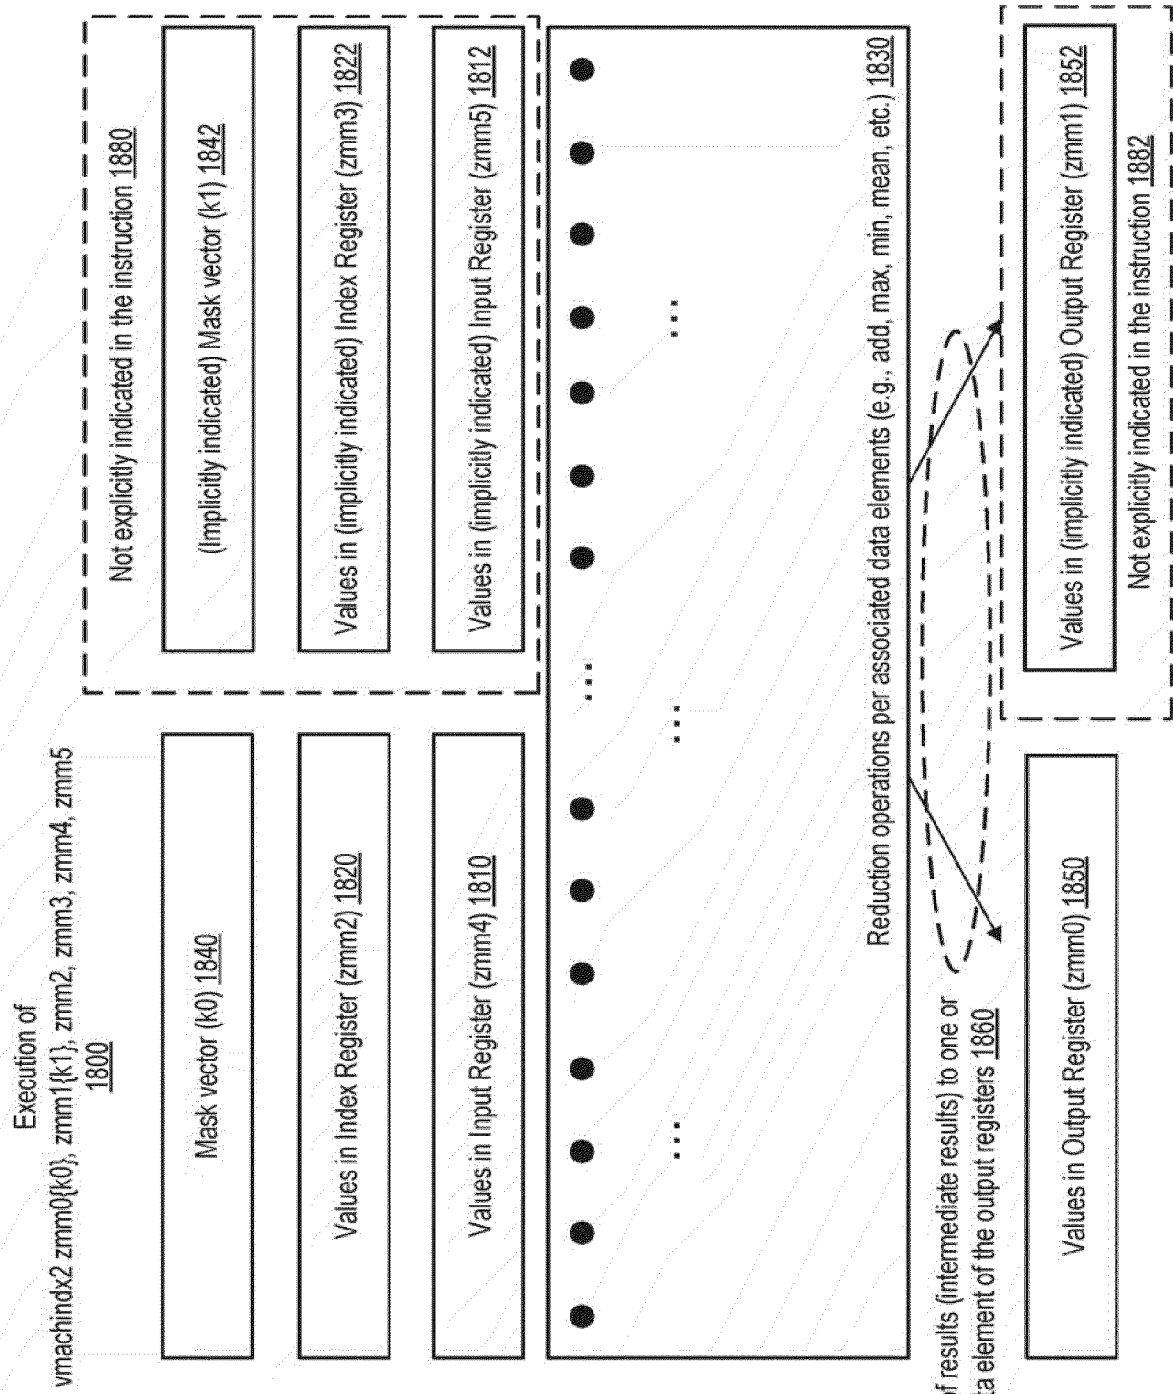 Execution of
vmachindx2 zmm0{k0}, zmm1{k1}, zmm2, zmm3, zmm4, zmm5
1800
Not explicitly indicated in the instruction 1880
Mask vector (k0) 1840
(Implicitly indicated) Mask vector (k1) 1842
Values in Index Register (zmm2) 1820
Values in (implicitly indicated) Index Register (zmm3) 1822
Values in Input Register (zmm4) 1810
Values in (implicitly indicated) Input Register (zmm5) 1812
...
... ... ...
Reduction operations per associated data elements (e.g., add, max, min, mean, etc.) 1830
of results (intermediate results) to one or
element of the output registers 1860
Values in Output Register (zmm0) 1850
Values in (implicitly indicated) Output Register (zmm1) 1852
Not explicitly indicated in the instruction 1882